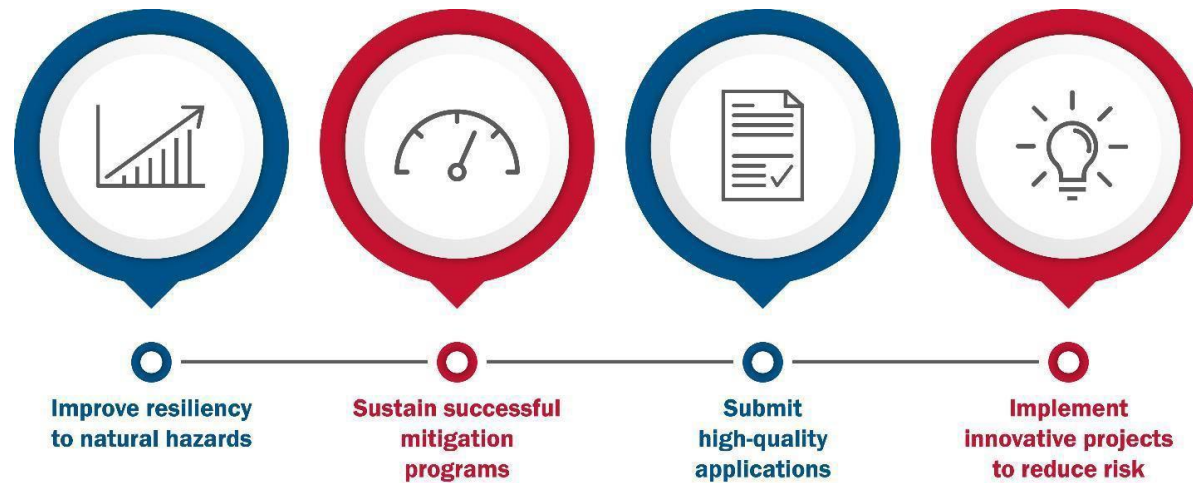 Improve resiliency
to natural hazards
Sustain successful
mitigation
programs
Submit
high-quality
applications
Implement
innovative projects
to reduce risk